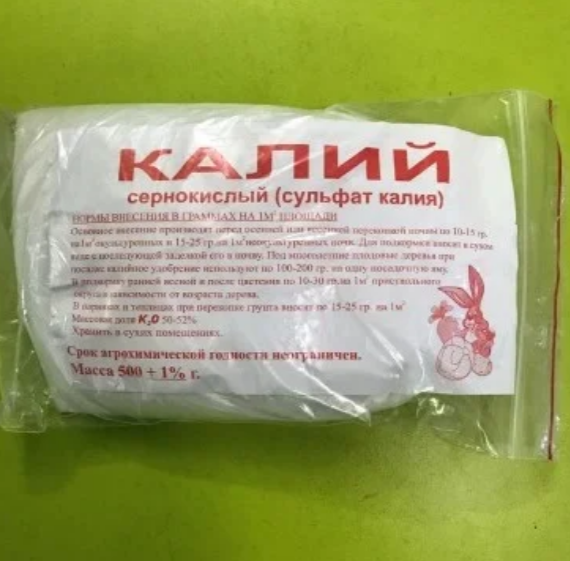 КАЛИЙ
сернокислый (сульфат калия)
НОРМЫ ВНЕСЕНИЯ В ГРАММАХ НА 1М² ПЛОЩАДИ
Основное внесение производят перед осенней или весенней перекопкой почвы по 10-15 гр.
на 1м² окультуренных и 15-25 гр. на 1м² неокультуренных почв. Для подкормки вносят в сухом
виде с последующей заделкой его в почву. Под многолетние плодовые деревья при
посадке калийное удобрение используют по 100-200 гр. на одну посадочную яму.
В подкормку ранней весной и после цветения по 10-30 гр. на 1м² приствольного
округа в зависимости от возраста дерева.
В парниках и теплицах при перекопке грунта вносят по 15-25 гр. на 1м²
Массовая доля K₂O 50-52%
Хранить в сухих помещениях.
Срок агрохимической годности неограничен.
Масса 500 ± 1% г.